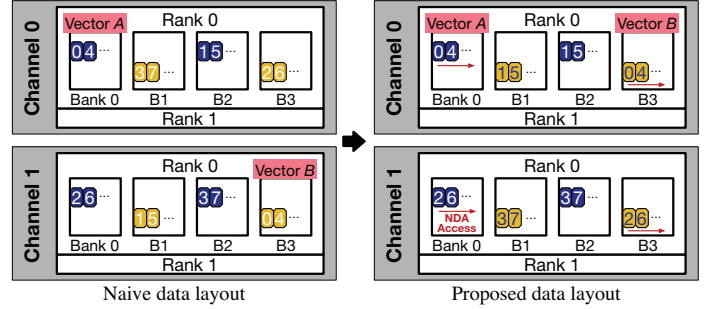 Channel 0
Vector A
Rank 0
04 ...
37 ...
15 ...
26 ...
Bank 0 B1 B2 B3
Rank 1
Channel 1
Rank 0
Vector B
26 ...
15 ...
37 ...
04 ...
Bank 0 B1 B2 B3
Rank 1
Naive data layout
Channel 0
Vector A
Rank 0
Vector B
04 ...
15 ...
15 ...
04 ...
Bank 0 B1 B2 B3
Rank 1
Channel 1
Rank 0
26 ...
NDA
Access
37 ...
37 ...
26 ...
Bank 0 B1 B2 B3
Rank 1
Proposed data layout